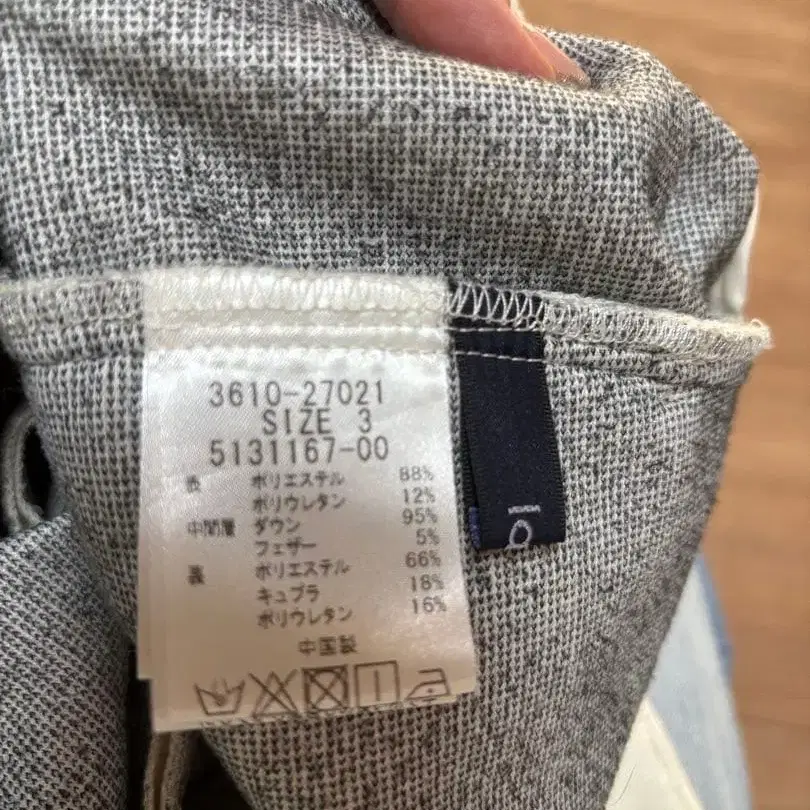 3610-27021
SIZE 3
5131167-00
表 ポリエステル 88%
ポリウレタン 12%
中間層 ダウン 95%
フェザー 5%
裏 ポリエステル 66%
キュプラ 18%
ポリウレタン 16%
中国製